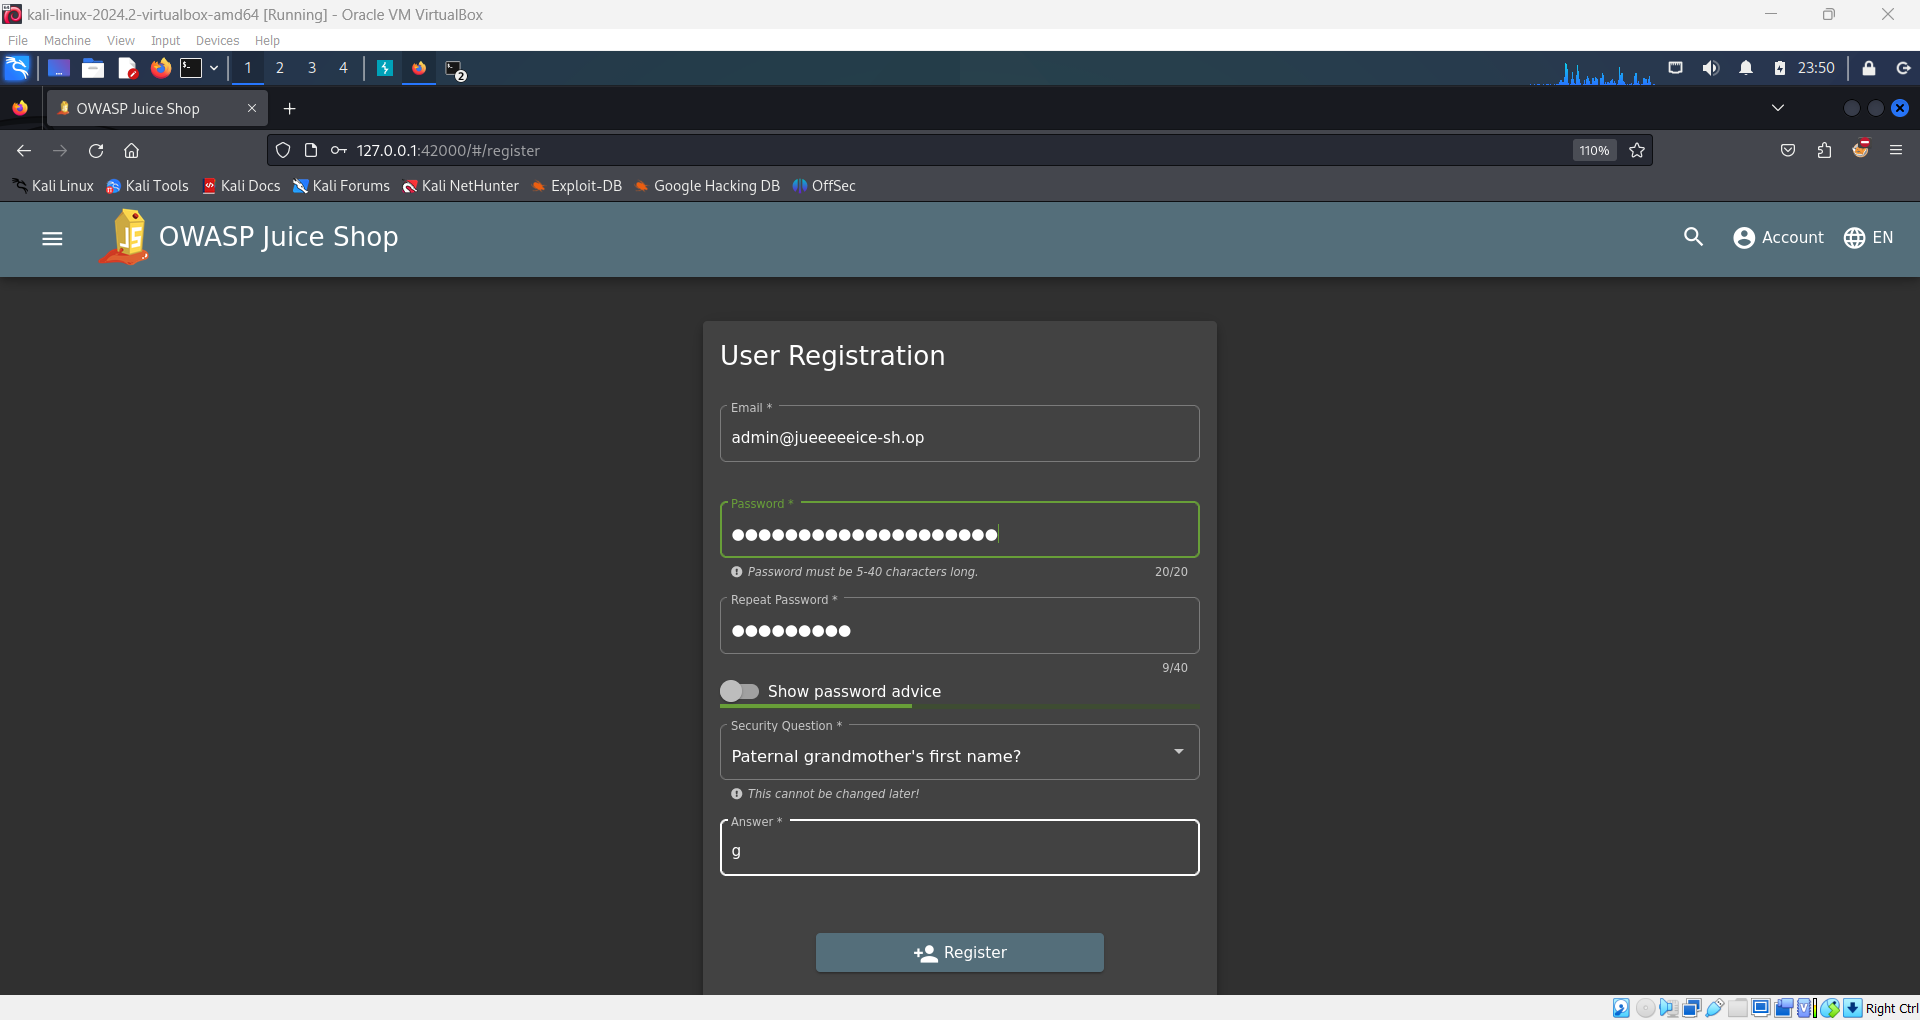 kali-linux-2024.2-virtualbox-amd64 [Running] - Oracle VM VirtualBox
File Machine View Input Devices Help
1 2 3 4 2 23:50
OWASP Juice Shop
127.0.0.1:42000/#/register 110%
Kali Linux Kali Tools Kali Docs Kali Forums Kali NetHunter Exploit-DB Google Hacking DB OffSec
JS OWASP Juice Shop Account EN
User Registration
Email *
admin@jueeeeeice-sh.op
Password *
Password must be 5-40 characters long. 20/20
Repeat Password *
9/40
Show password advice
Security Question *
Paternal grandmother's first name?
This cannot be changed later!
Answer *
g
Register
Right Ctrl